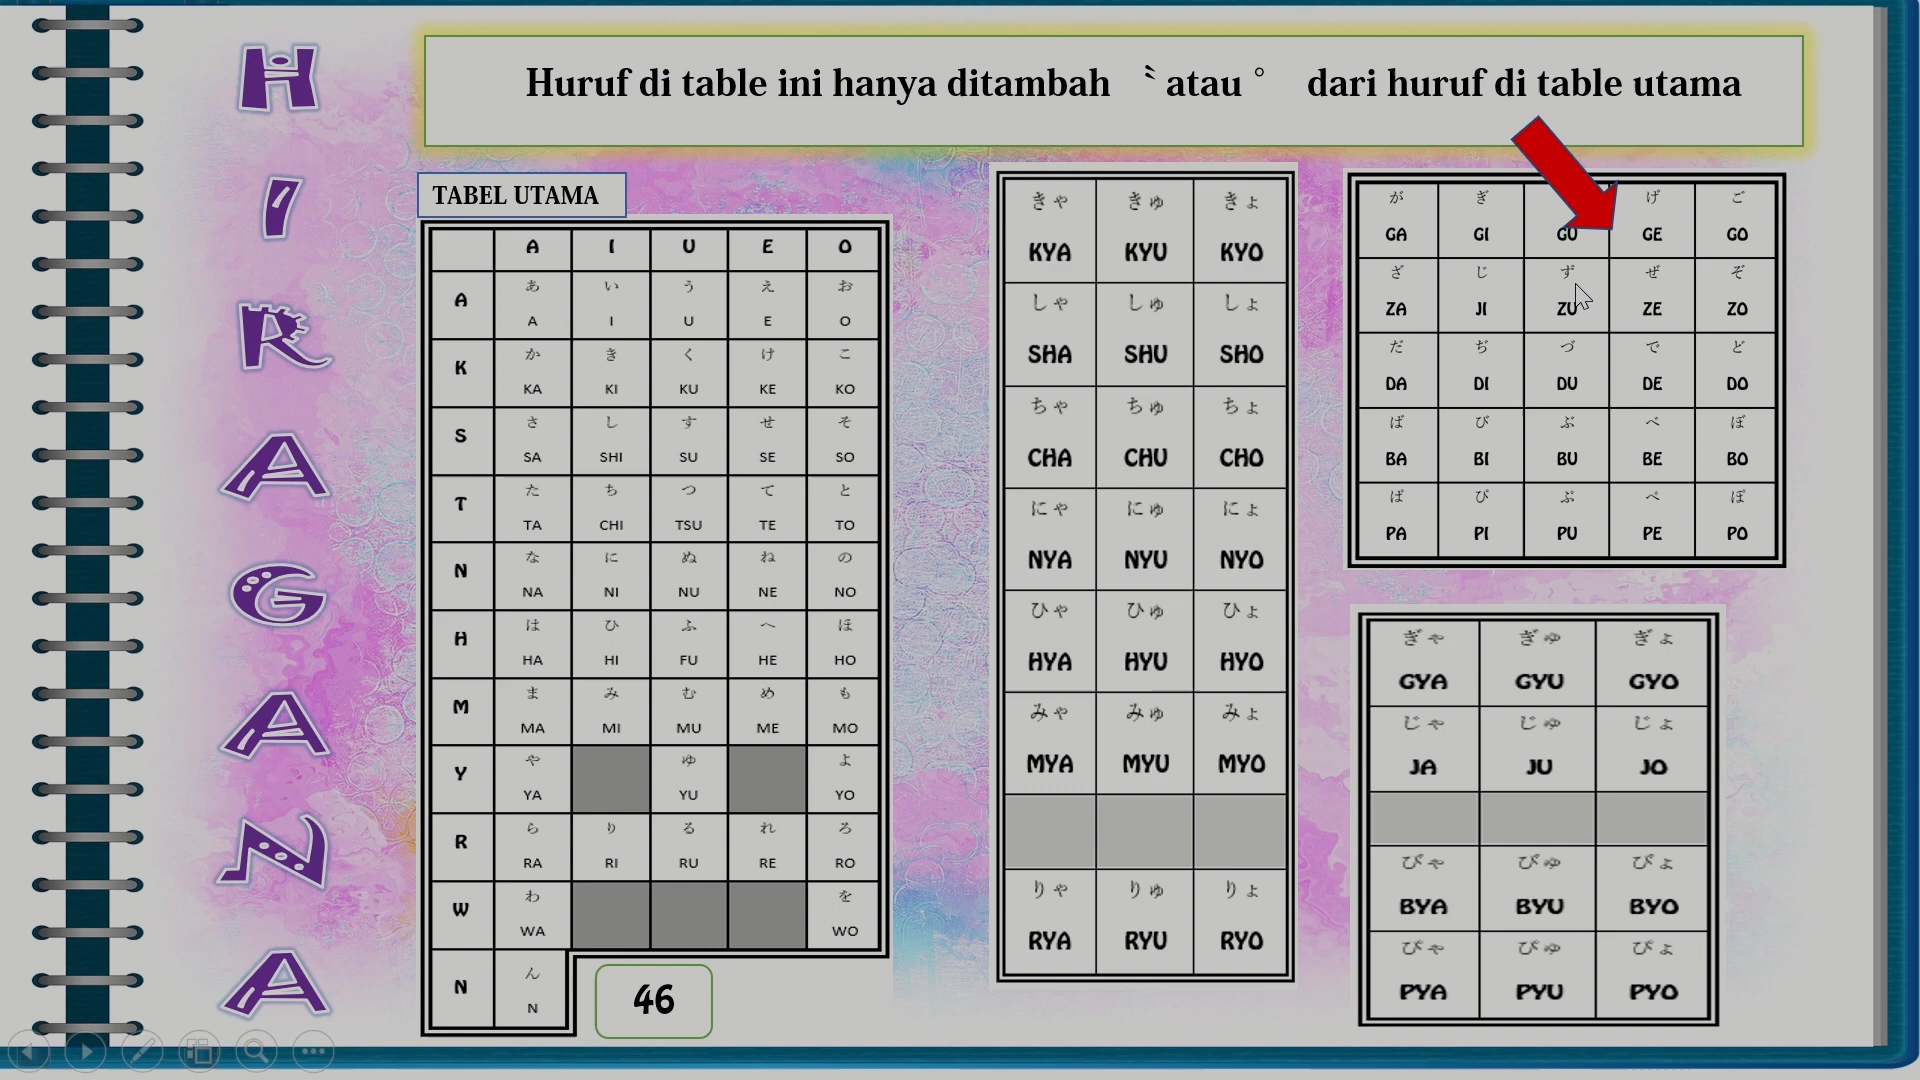 HIRAGANA
Huruf di table ini hanya ditambah ゛ atau ゜ dari huruf di table utama
TABEL UTAMA
A I U E O
A
あ い う え お
A I U E O
K
か き く け こ
KA KI KU KE KO
S
さ し す せ そ
SA SHI SU SE SO
T
た ち つ て と
TA CHI TSU TE TO
N
な に ぬ ね の
NA NI NU NE NO
H
は ひ ふ へ ほ
HA HI FU HE HO
M
ま み む め も
MA MI MU ME MO
Y
や ゆ よ
YA YU YO
R
ら り る れ ろ
RA RI RU RE RO
W
わ を
WA WO
N
ん
N
46
きゃ きゅ きょ
KYA KYU KYO
しゃ しゅ しょ
SHA SHU SHO
ちゃ ちゅ ちょ
CHA CHU CHO
にゃ にゅ にょ
NYA NYU NYO
ひゃ ひゅ ひょ
HYA HYU HYO
みゃ みゅ みょ
MYA MYU MYO
りゃ りゅ りょ
RYA RYU RYO
が ぎ げ ご
GA GI GU GE GO
ざ じ ず ぜ ぞ
ZA JI ZU ZE ZO
だ ぢ づ で ど
DA DI DU DE DO
ば び ぶ べ ぼ
BA BI BU BE BO
ぱ ぴ ぷ ぺ ぽ
PA PI PU PE PO
ぎゃ ぎゅ ぎょ
GYA GYU GYO
じゃ じゅ じょ
JA JU JO
びゃ びゅ びょ
BYA BYU BYO
ぴゃ ぴゅ ぴょ
PYA PYU PYO